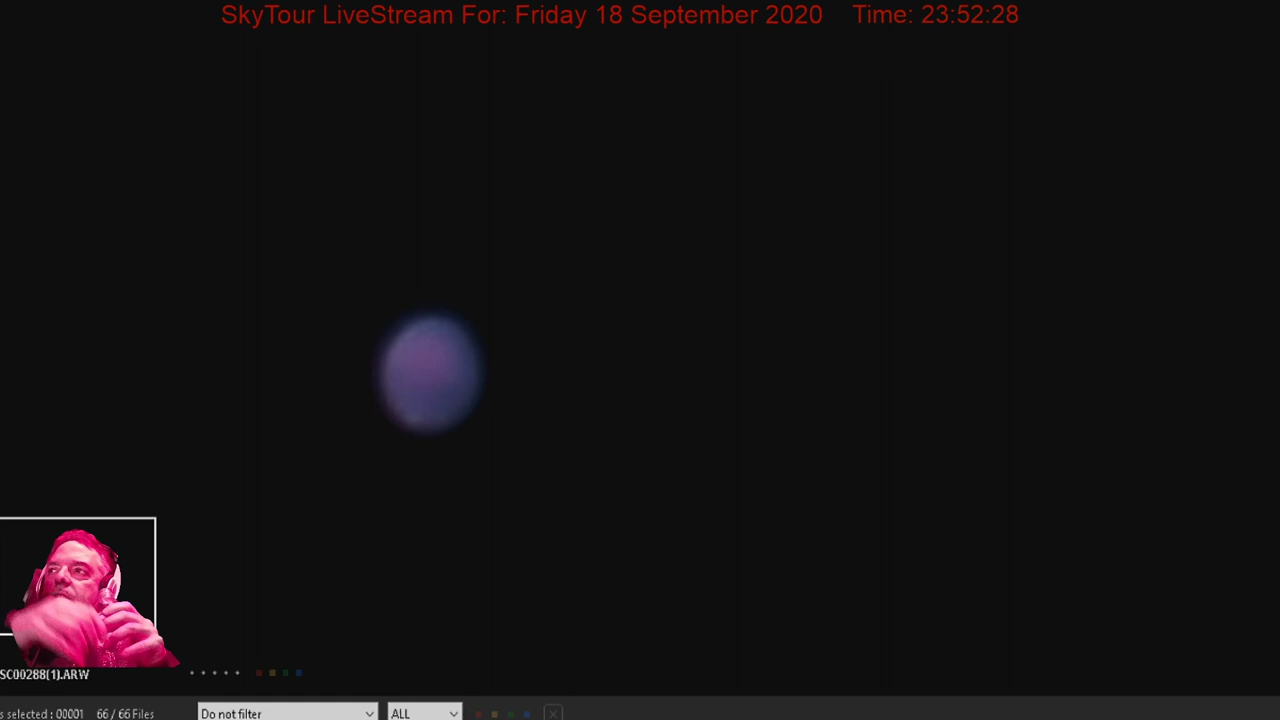 SkyTour LiveStream For: Friday 18 September 2020 Time: 23:52:28
SC00288(1).ARW
s selected : 00001 66 / 66 Files Do not filter ALL